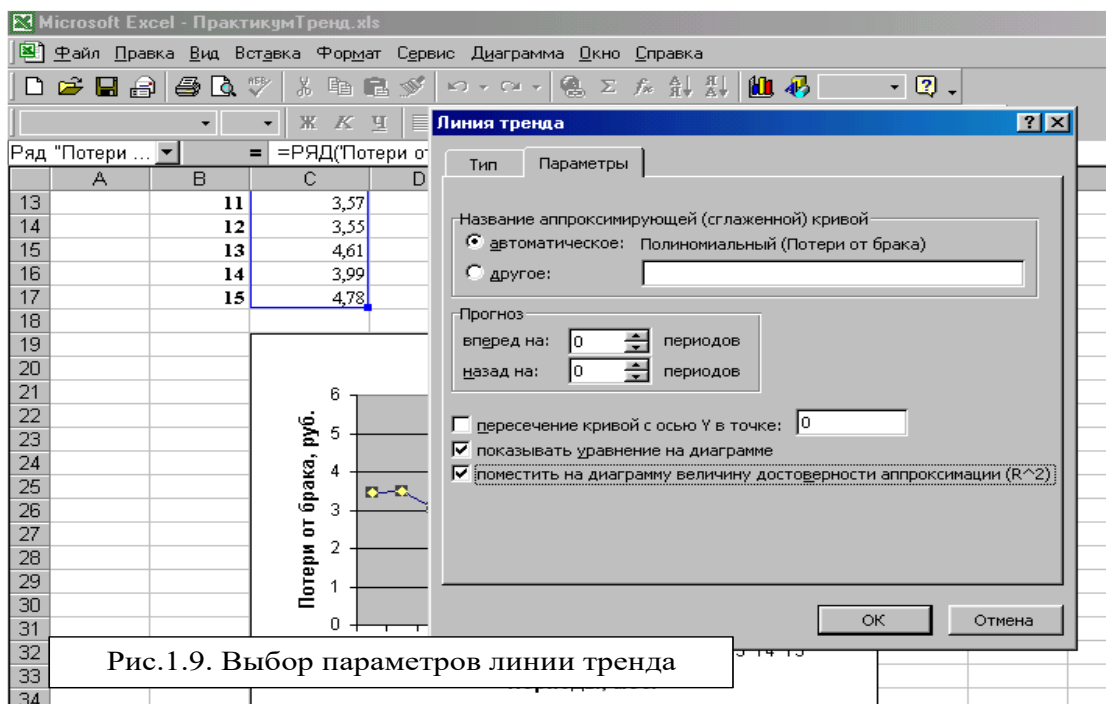 Microsoft Excel - ПрактикумТренд.xls
Файл Правка Вид Вставка Формат Сервис Диаграмма Окно Справка
Ж К Ч
Ряд "Потери ... = =РЯД('Потери от
Линия тренда
Тип Параметры
Название аппроксимирующей (сглаженной) кривой
автоматическое: Полиномиальный (Потери от брака)
другое:
Прогноз
вперед на: 0 периодов
назад на: 0 периодов
пересечение кривой с осью Y в точке: 0
показывать уравнение на диаграмме
поместить на диаграмму величину достоверности аппроксимации (R^2)
ОК Отмена
A B C D
13 11 3,57
14 12 3,55
15 13 4,61
16 14 3,99
17 15 4,78
18
19
20
21
22
23
24
25
26
27
28
29
30
31
32
33
34
Потери от брака, руб.
6
5
4
3
2
1
0
14
Рис.1.9. Выбор параметров линии тренда